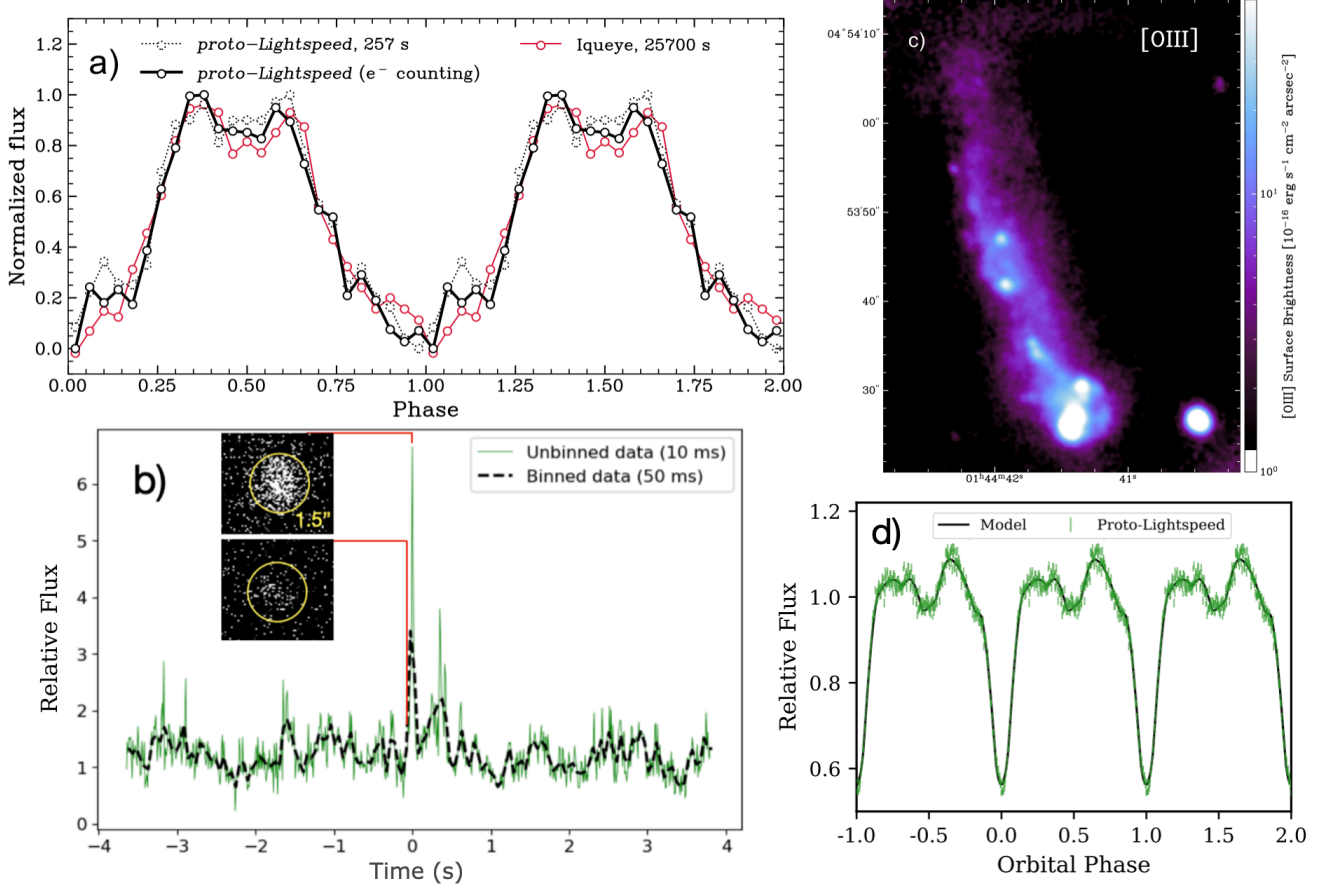 a)
proto−Lightspeed, 257 s
Iqueye, 25700 s
proto−Lightspeed (e⁻ counting)
Normalized flux
1.2
1.0
0.8
0.6
0.4
0.2
0.0
0.00 0.25 0.50 0.75 1.00 1.25 1.50 1.75 2.00
Phase
b)
1.5"
Unbinned data (10 ms)
Binned data (50 ms)
Relative Flux
6
5
4
3
2
1
0
−4 −3 −2 −1 0 1 2 3 4
Time (s)
c)
[OIII]
04°54'10"
00"
53'50"
40"
30"
01ʰ44ᵐ42ˢ 41ˢ
10¹
10⁰
[OIII] Surface Brightness [10⁻¹⁶ erg s⁻¹ cm⁻² arcsec⁻²]
d)
Model
Proto-Lightspeed
Relative Flux
1.2
1.0
0.8
0.6
-1.0 -0.5 0.0 0.5 1.0 1.5 2.0
Orbital Phase